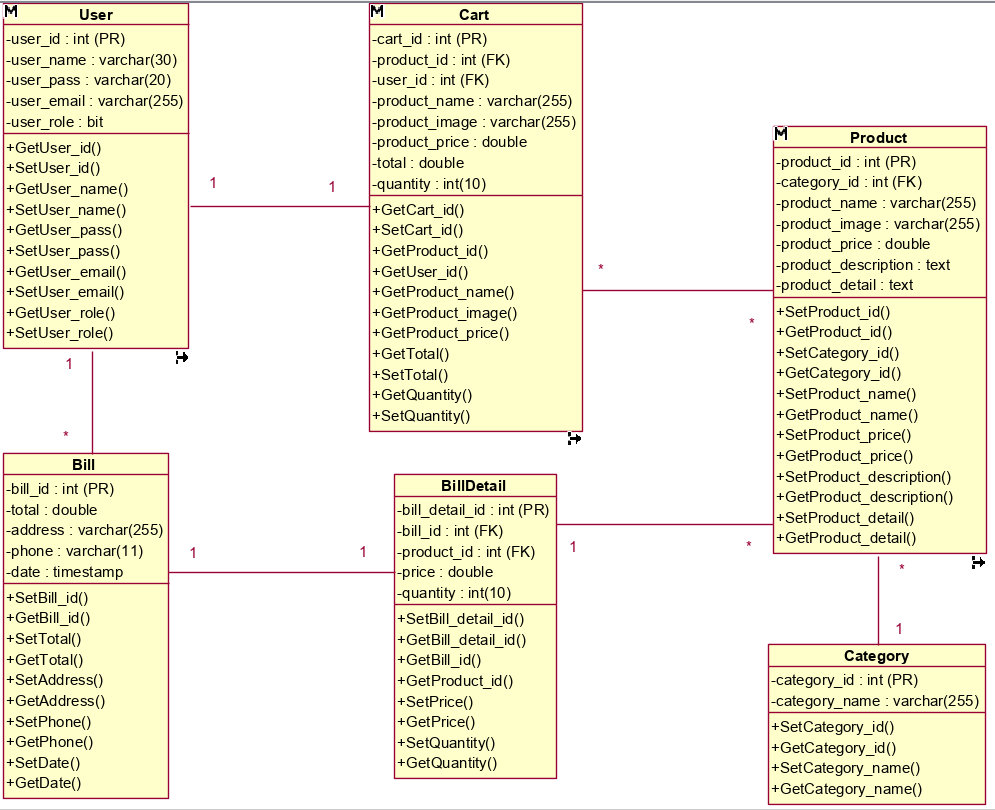 User
-user_id : int (PR)
-user_name : varchar(30)
-user_pass : varchar(20)
-user_email : varchar(255)
-user_role : bit
+GetUser_id()
+SetUser_id()
+GetUser_name()
+SetUser_name()
+GetUser_pass()
+SetUser_pass()
+GetUser_email()
+SetUser_email()
+GetUser_role()
+SetUser_role()
1
1
Cart
-cart_id : int (PR)
-product_id : int (FK)
-user_id : int (FK)
-product_name : varchar(255)
-product_image : varchar(255)
-product_price : double
-total : double
-quantity : int(10)
+GetCart_id()
+SetCart_id()
+GetProduct_id()
+GetUser_id()
+GetProduct_name()
+GetProduct_image()
+GetProduct_price()
+GetTotal()
+SetTotal()
+GetQuantity()
+SetQuantity()
*
*
Product
-product_id : int (PR)
-category_id : int (FK)
-product_name : varchar(255)
-product_image : varchar(255)
-product_price : double
-product_description : text
-product_detail : text
+SetProduct_id()
+GetProduct_id()
+SetCategory_id()
+GetCategory_id()
+SetProduct_name()
+GetProduct_name()
+SetProduct_price()
+GetProduct_price()
+SetProduct_description()
+GetProduct_description()
+SetProduct_detail()
+GetProduct_detail()
1
*
Bill
-bill_id : int (PR)
-total : double
-address : varchar(255)
-phone : varchar(11)
-date : timestamp
+SetBill_id()
+GetBill_id()
+SetTotal()
+GetTotal()
+SetAddress()
+GetAddress()
+SetPhone()
+GetPhone()
+SetDate()
+GetDate()
1
1
BillDetail
-bill_detail_id : int (PR)
-bill_id : int (FK)
-product_id : int (FK)
-price : double
-quantity : int(10)
+SetBill_detail_id()
+GetBill_detail_id()
+GetBill_id()
+GetProduct_id()
+SetPrice()
+GetPrice()
+SetQuantity()
+GetQuantity()
1
*
*
1
Category
-category_id : int (PR)
-category_name : varchar(255)
+SetCategory_id()
+GetCategory_id()
+SetCategory_name()
+GetCategory_name()